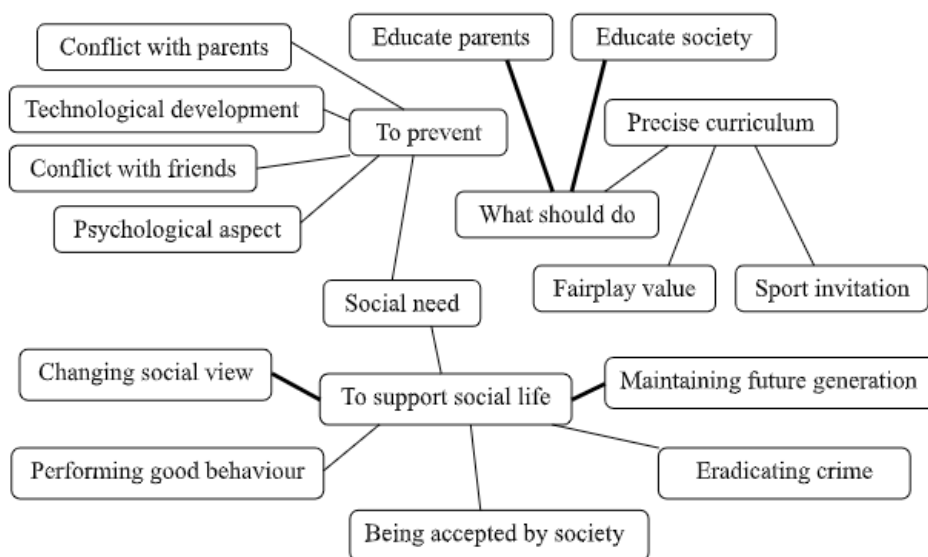 Conflict with parents
Educate parents
Educate society
Technological development
To prevent
Precise curriculum
Conflict with friends
Psychological aspect
What should do
Fairplay value
Sport invitation
Social need
Changing social view
To support social life
Maintaining future generation
Performing good behaviour
Eradicating crime
Being accepted by society